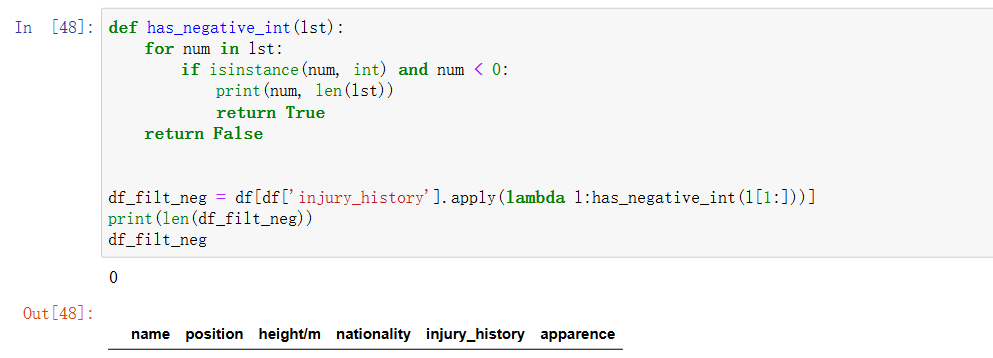 In [48]: def has_negative_int(lst):
    for num in lst:
        if isinstance(num, int) and num < 0:
            print(num, len(lst))
            return True
    return False
df_filt_neg = df[df['injury_history'].apply(lambda l:has_negative_int(l[1:]))]
print(len(df_filt_neg))
df_filt_neg
0
Out[48]:
name position height/m nationality injury_history apparence